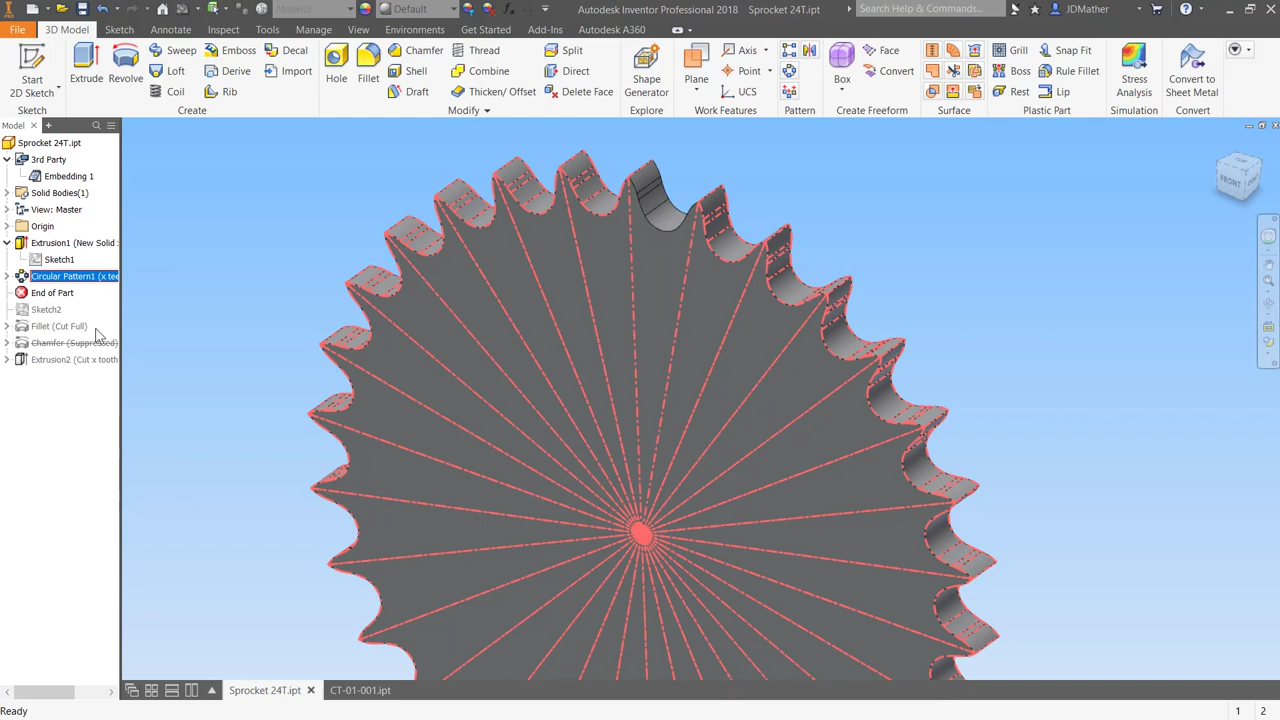 Material
Default
Autodesk Inventor Professional 2018 Sprocket 24T.ipt
Search Help & Commands...
JDMather
File
3D Model
Sketch
Annotate
Inspect
Tools
Manage
View
Environments
Get Started
Add-Ins
Autodesk A360
Start
2D Sketch
Sketch
Extrude
Revolve
Sweep
Loft
Coil
Emboss
Derive
Rib
Decal
Import
Create
Hole
Fillet
Chamfer
Shell
Draft
Thread
Combine
Thicken/ Offset
Split
Direct
Delete Face
Modify
Shape
Generator
Explore
Plane
Axis
Point
UCS
Work Features
Pattern
Box
Face
Convert
Create Freeform
Surface
Grill
Boss
Rest
Snap Fit
Rule Fillet
Lip
Plastic Part
Stress
Analysis
Simulation
Convert to
Sheet Metal
Convert
Model
Sprocket 24T.ipt
3rd Party
Embedding 1
Solid Bodies(1)
View: Master
Origin
Extrusion1 (New Solid
Sketch1
Circular Pattern1 (x tee
End of Part
Sketch2
Fillet (Cut Full)
Chamfer (Suppressed)
Extrusion2 (Cut x tooth
TOP
FRONT
Sprocket 24T.ipt
CT-01-001.ipt
Ready
1
2